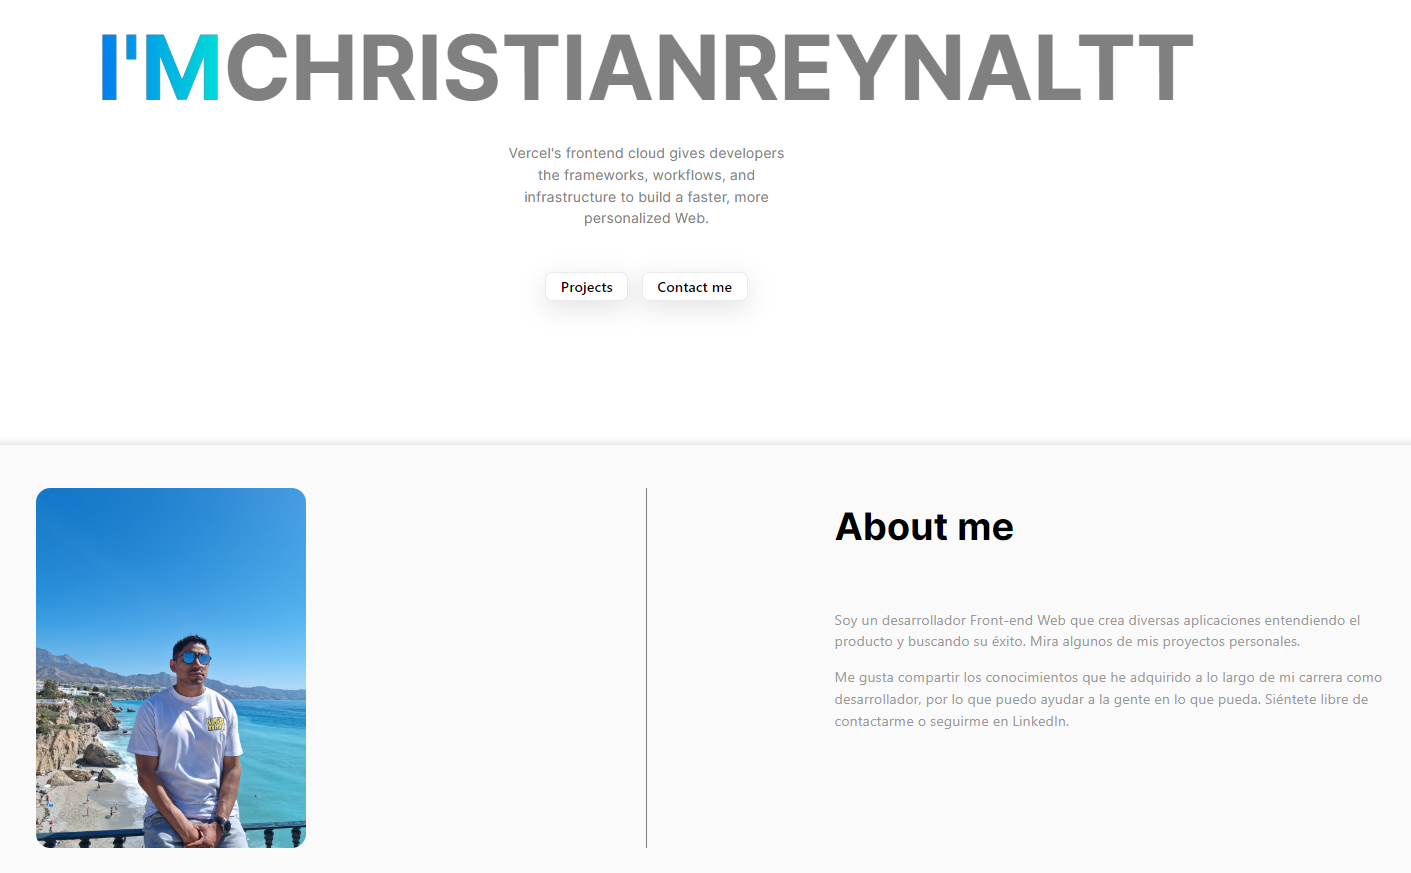 I'MCHRISTIANREYNALTT
Vercel's frontend cloud gives developers
the frameworks, workflows, and
infrastructure to build a faster, more
personalized Web.
Projects
Contact me
About me
Soy un desarrollador Front-end Web que crea diversas aplicaciones entendiendo el
producto y buscando su éxito. Mira algunos de mis proyectos personales.
Me gusta compartir los conocimientos que he adquirido a lo largo de mi carrera como
desarrollador, por lo que puedo ayudar a la gente en lo que pueda. Siéntete libre de
contactarme o seguirme en LinkedIn.